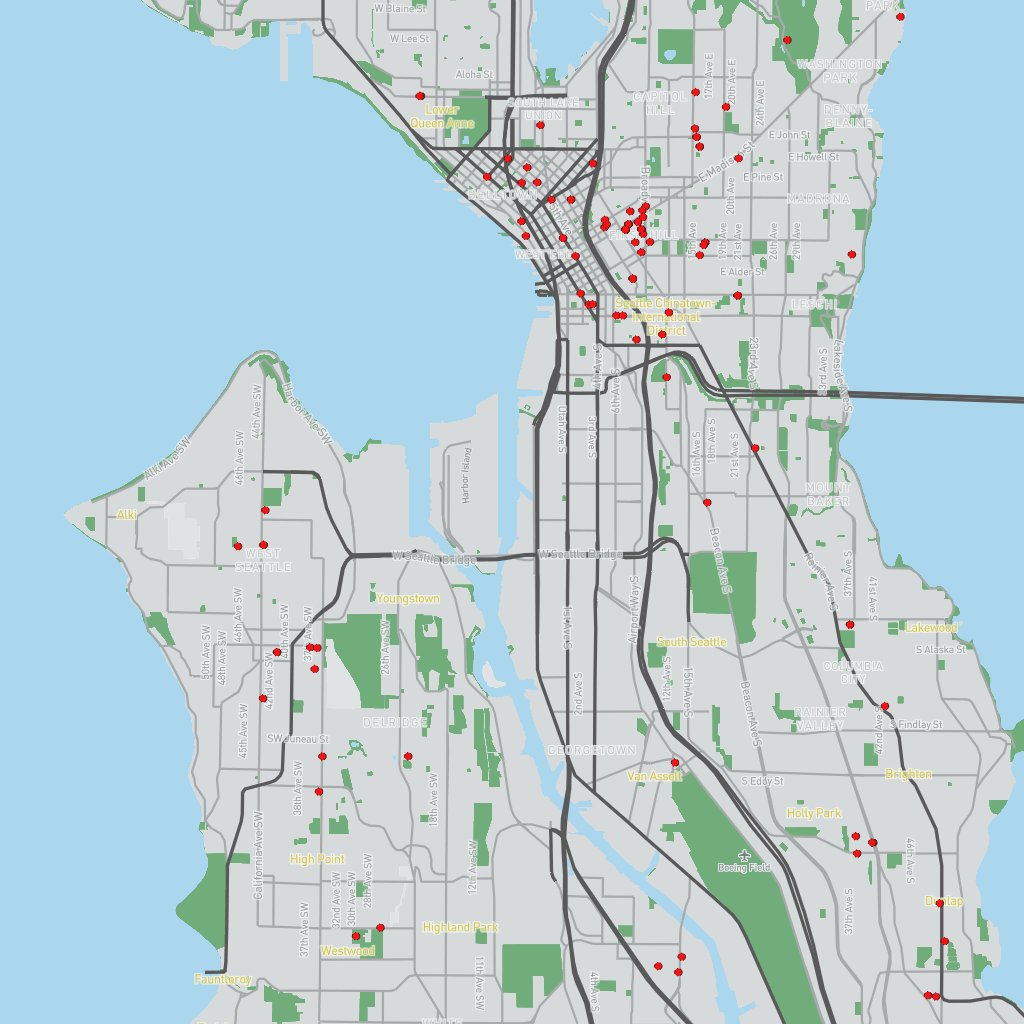 W Blaine St
PARK
W Lee St
WASHINGTON
PARK
Aloha St
17th Ave E
20th Ave E
24th Ave E
CAPITOL
HILL
SOUTH LAKE
UNION
Lower
Queen Anne
DENNY-
BLAINE
E John St
E Madison St
E Howell St
E Pine St
BELLTOWN
20th Ave
MADRONA
FIRST HILL
15th Ave
19th Ave
21st Ave
26th Ave
29th Ave
WEST EDGE
E Alder St
Seattle Chinatown-
International
District
LESCHI
23rd Ave S
33rd Ave S
Lakeside Ave S
4th Ave S
6th Ave S
44th Ave SW
Harbor Ave SW
Alki Ave SW
46th Ave SW
Utah Ave S
3rd Ave S
16th Ave S
18th Ave S
21st Ave S
Harbor Island
MOUNT
BAKER
Alki
WEST
SEATTLE
W Seattle Bridge
W Seattle Bridge
Beacon Ave S
Rainier Ave S
37th Ave S
41st Ave S
Youngstown
46th Ave SW
40th Ave SW
37th Ave SW
26th Ave SW
1st Ave S
Airport Way S
50th Ave SW
48th Ave SW
Lakewood
South Seattle
S Alaska St
COLUMBIA
CITY
42nd Ave SW
12th Ave S
15th Ave S
2nd Ave S
Beacon Ave S
45th Ave SW
DELRIDGE
RAINIER
VALLEY
42nd Ave S
S Findlay St
SW Juneau St
GEORGETOWN
Van Asselt
S Eddy St
Brighton
38th Ave SW
18th Ave SW
Holly Park
California Ave SW
High Point
12th Ave SW
Boeing Field
46th Ave S
32nd Ave SW
30th Ave SW
28th Ave SW
37th Ave SW
37th Ave S
Dunlap
Highland Park
Westwood
Fauntleroy
11th Ave SW
4th Ave S
WHITE